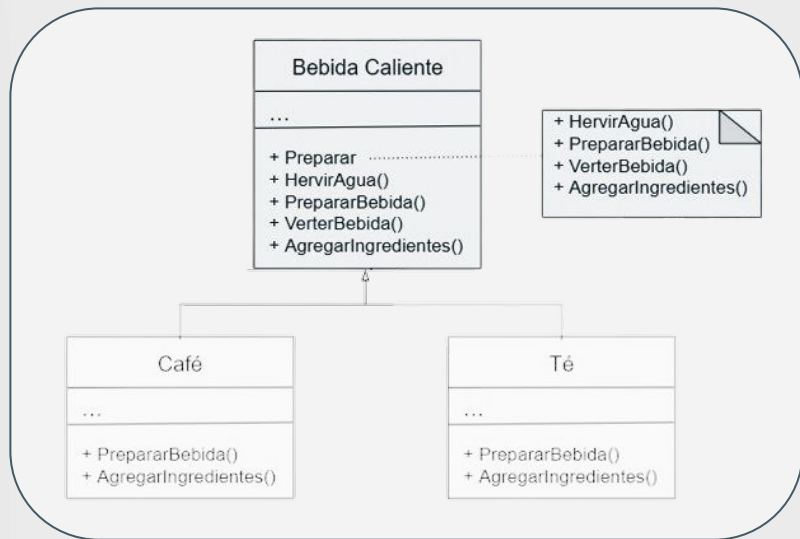 Bebida Caliente
...
+ Preparar
+ HervirAgua()
+ PrepararBebida()
+ VerterBebida()
+ AgregarIngredientes()
+ HervirAgua()
+ PrepararBebida()
+ VerterBebida()
+ AgregarIngredientes()
Café
...
+ PrepararBebida()
+ AgregarIngredientes()
Té
...
+ PrepararBebida()
+ AgregarIngredientes()